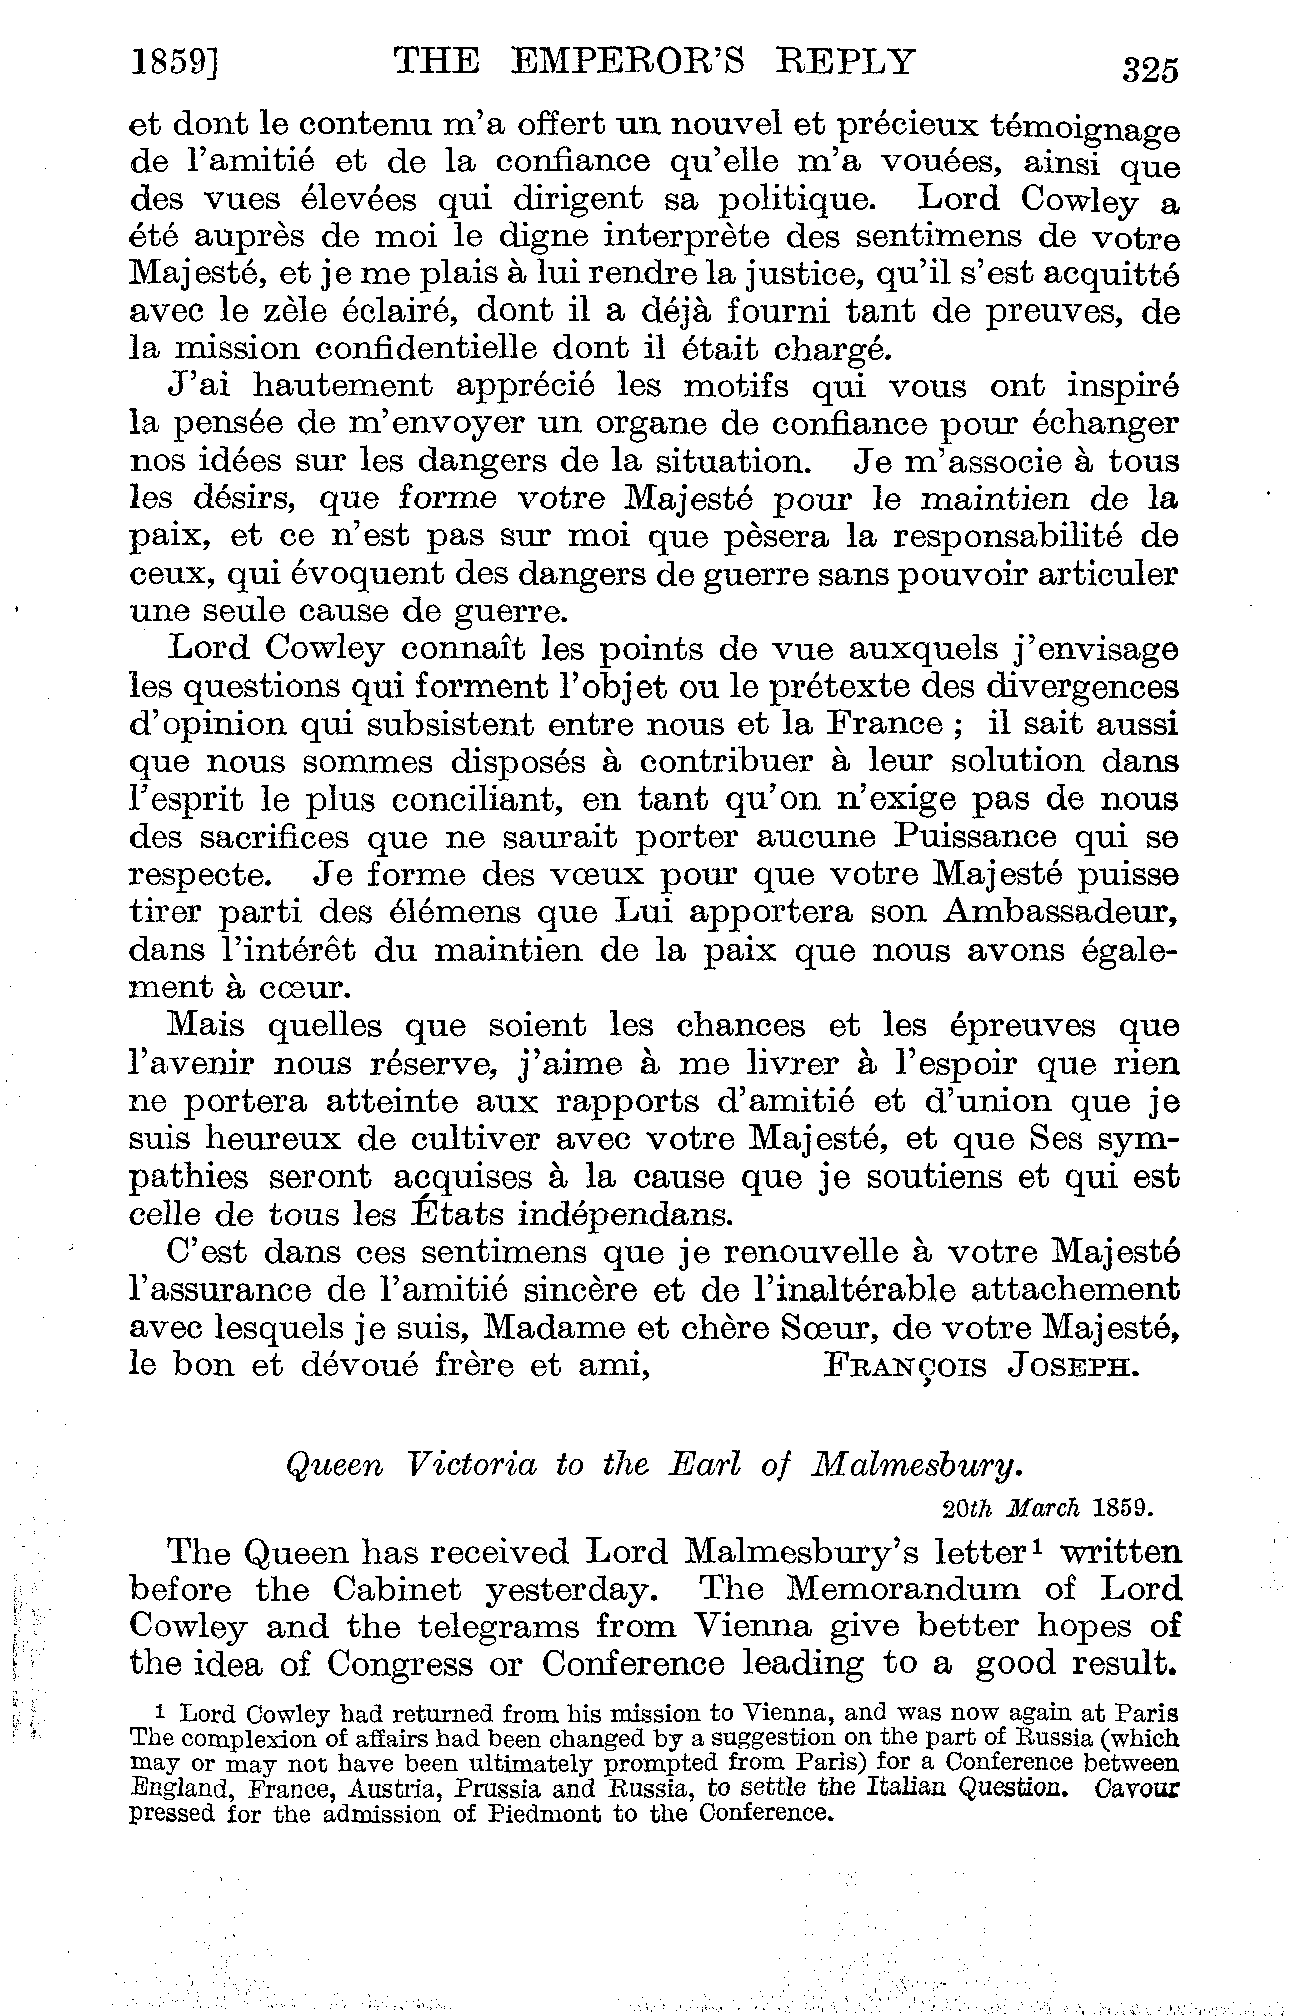 1859] THE EMPEROR'S REPLY 325
et dont le contenu m'a offert un nouvel et précieux témoignage
de l'amitié et de la confiance qu'elle m'a vouées, ainsi que
des vues élevées qui dirigent sa politique. Lord Cowley a
été auprès de moi le digne interprète des sentimens de votre
Majesté, et je me plais à lui rendre la justice, qu'il s'est acquitté
avec le zèle éclairé, dont il a déjà fourni tant de preuves, de
la mission confidentielle dont il était chargé.
J'ai hautement apprécié les motifs qui vous ont inspiré
la pensée de m'envoyer un organe de confiance pour échanger
nos idées sur les dangers de la situation. Je m'associe à tous
les désirs, que forme votre Majesté pour le maintien de la
paix, et ce n'est pas sur moi que pèsera la responsabilité de
ceux, qui évoquent des dangers de guerre sans pouvoir articuler
une seule cause de guerre.
Lord Cowley connaît les points de vue auxquels j'envisage
les questions qui forment l'objet ou le prétexte des divergences
d'opinion qui subsistent entre nous et la France ; il sait aussi
que nous sommes disposés à contribuer à leur solution dans
l'esprit le plus conciliant, en tant qu'on n'exige pas de nous
des sacrifices que ne saurait porter aucune Puissance qui se
respecte. Je forme des vœux pour que votre Majesté puisse
tirer parti des élémens que Lui apportera son Ambassadeur,
dans l'intérêt du maintien de la paix que nous avons égale-
ment à cœur.
Mais quelles que soient les chances et les épreuves que
l'avenir nous réserve, j'aime à me livrer à l'espoir que rien
ne portera atteinte aux rapports d'amitié et d'union que je
suis heureux de cultiver avec votre Majesté, et que Ses sym-
pathies seront acquises à la cause que je soutiens et qui est
celle de tous les États indépendans.
C'est dans ces sentimens que je renouvelle à votre Majesté
l'assurance de l'amitié sincère et de l'inaltérable attachement
avec lesquels je suis, Madame et chère Sœur, de votre Majesté,
le bon et dévoué frère et ami, FRANÇOIS JOSEPH.
Queen Victoria to the Earl of Malmesbury.
20th March 1859.
The Queen has received Lord Malmesbury's letter¹ written
before the Cabinet yesterday. The Memorandum of Lord
Cowley and the telegrams from Vienna give better hopes of
the idea of Congress or Conference leading to a good result.
1 Lord Cowley had returned from his mission to Vienna, and was now again at Paris
The complexion of affairs had been changed by a suggestion on the part of Russia (which
may or may not have been ultimately prompted from Paris) for a Conference between
England, France, Austria, Prussia and Russia, to settle the Italian Question. Cavour
pressed for the admission of Piedmont to the Conference.